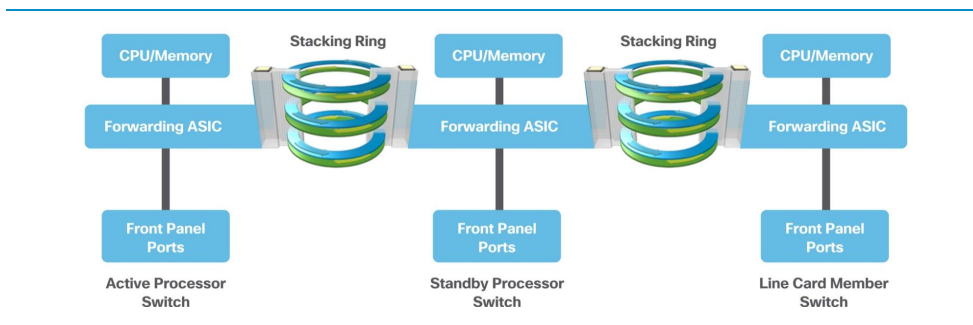 CPU/Memory
Stacking Ring
CPU/Memory
Stacking Ring
CPU/Memory
Forwarding ASIC
Forwarding ASIC
Forwarding ASIC
Front Panel
Ports
Front Panel
Ports
Front Panel
Ports
Active Processor
Switch
Standby Processor
Switch
Line Card Member
Switch